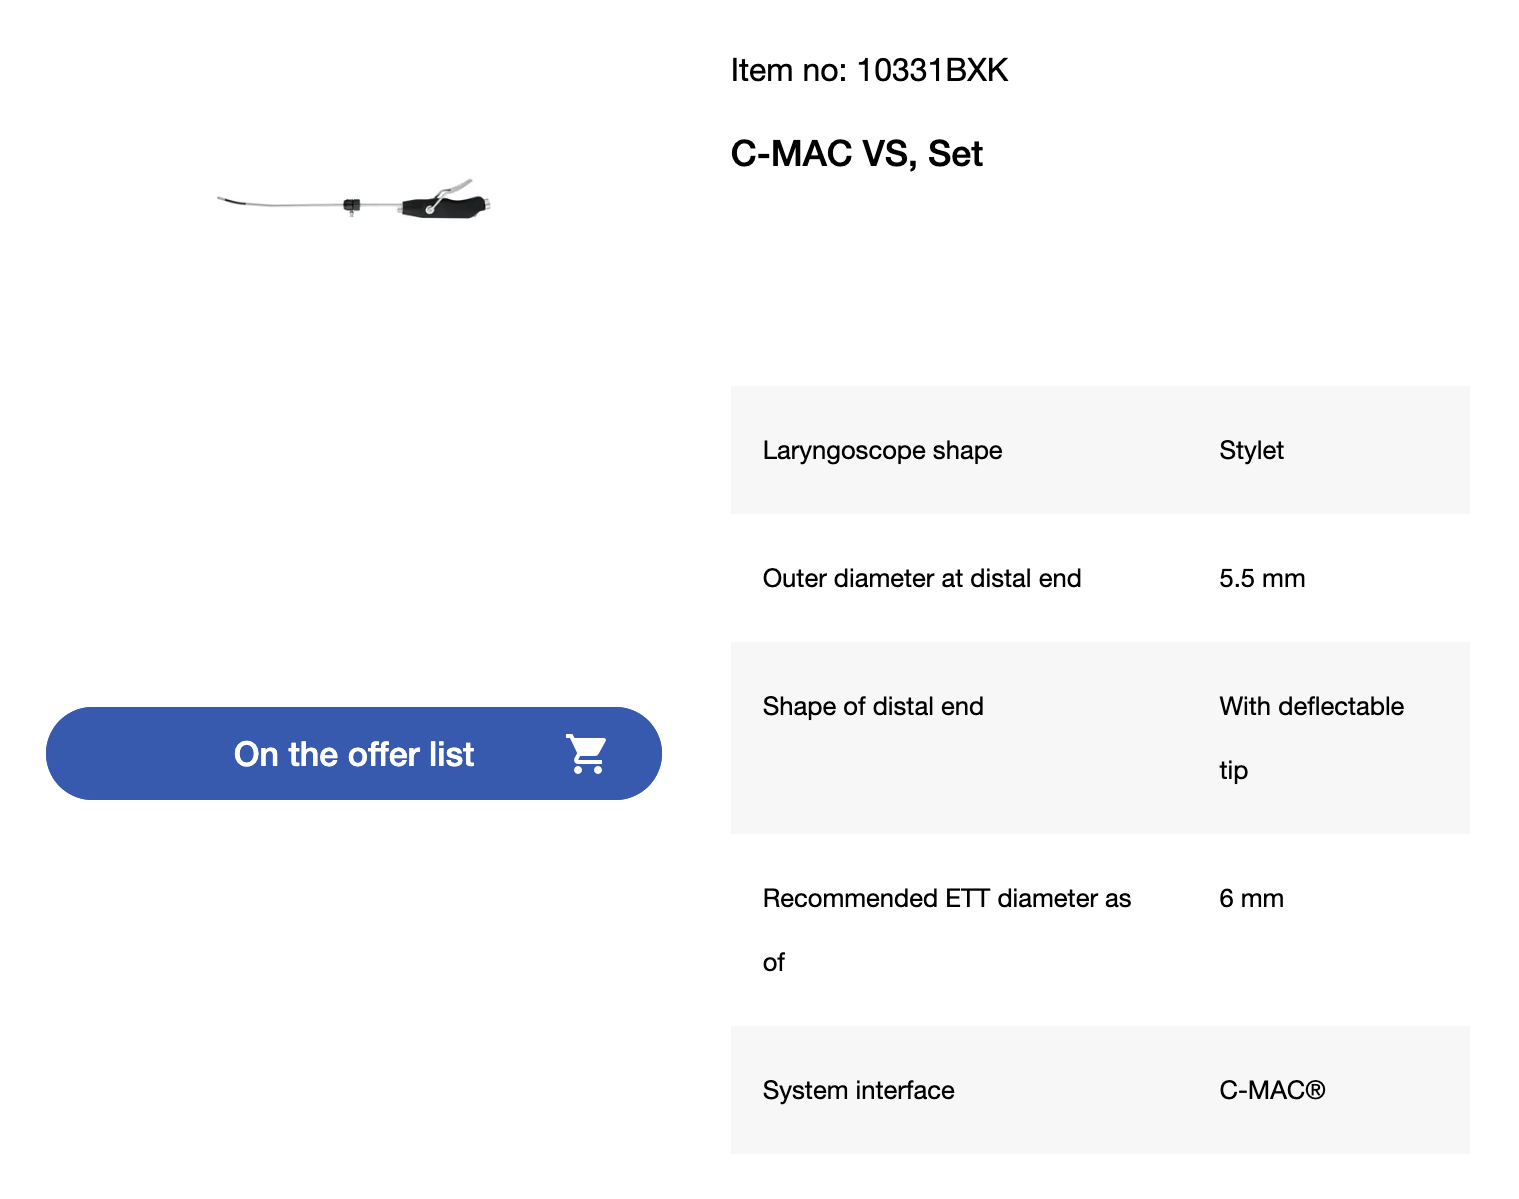 Item no: 10331BXK
C-MAC VS, Set
On the offer list
Laryngoscope shape Stylet
Outer diameter at distal end 5.5 mm
Shape of distal end With deflectable
tip
Recommended ETT diameter as 6 mm
of
System interface C-MAC®